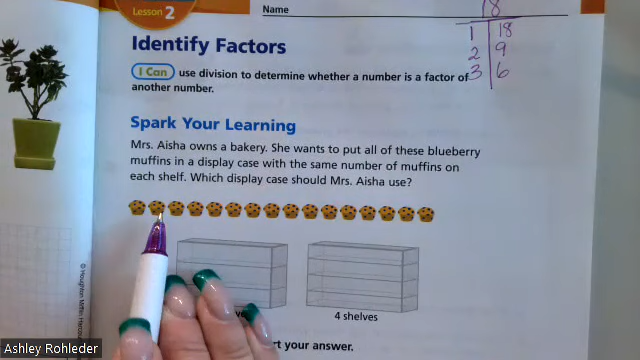 Lesson 2
Name
18
1 18
2 9
3 6
Identify Factors
I Can use division to determine whether a number is a factor of
another number.
Spark Your Learning
Mrs. Aisha owns a bakery. She wants to put all of these blueberry
muffins in a display case with the same number of muffins on
each shelf. Which display case should Mrs. Aisha use?
4 shelves
rt your answer.
Ashley Rohleder